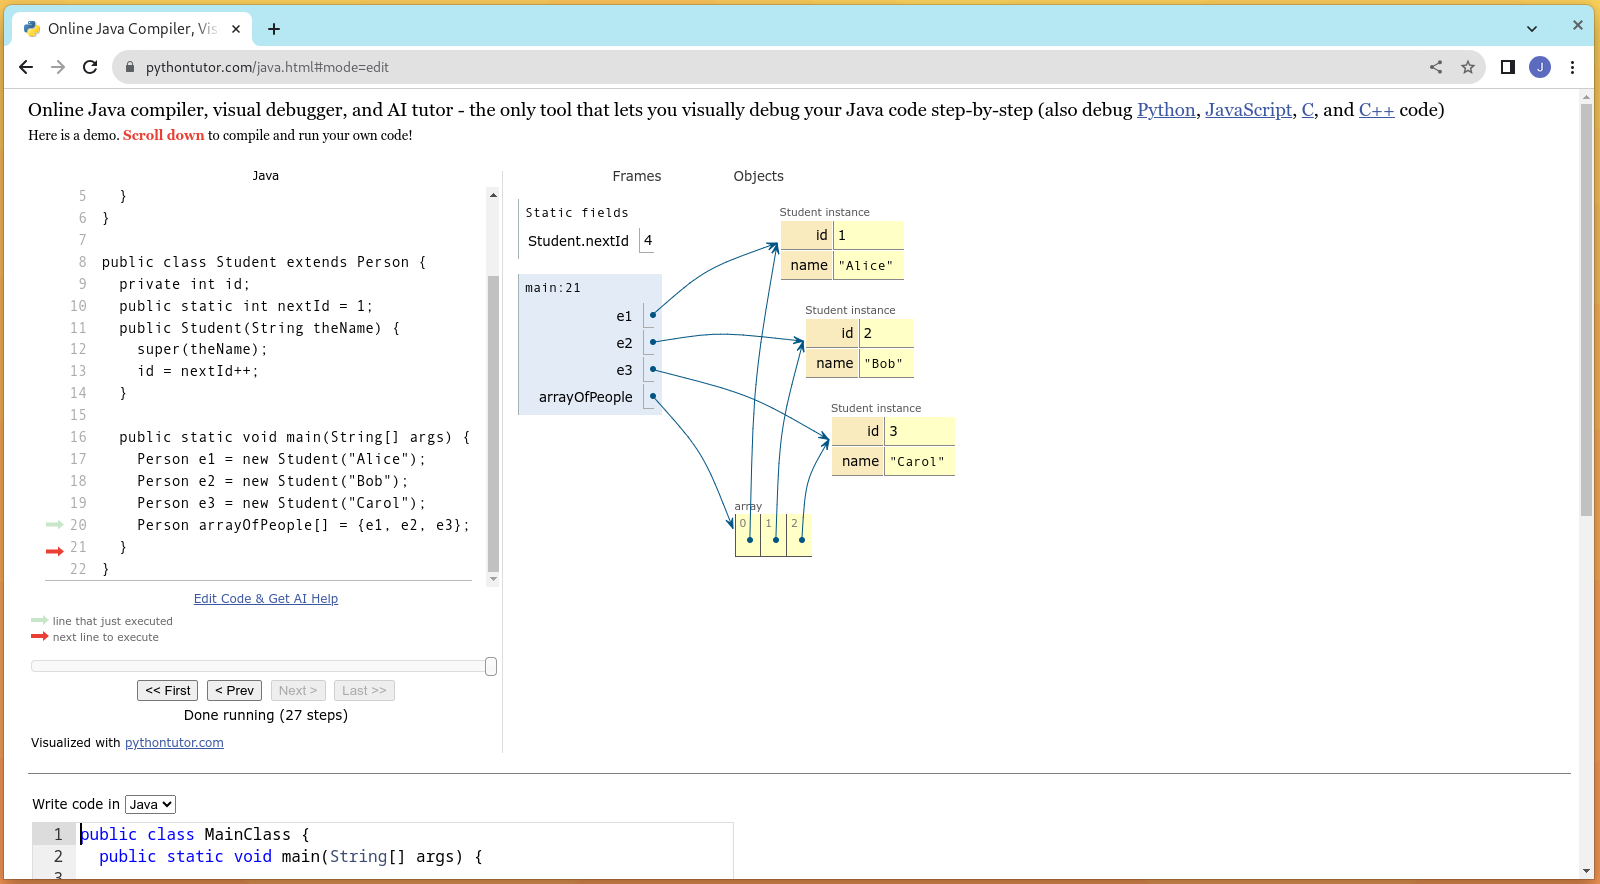 Online Java Compiler, Vis
pythontutor.com/java.html#mode=edit
J
Online Java compiler, visual debugger, and AI tutor - the only tool that lets you visually debug your Java code step-by-step (also debug Python, JavaScript, C, and C++ code)
Here is a demo. Scroll down to compile and run your own code!
Java
5 }
6 }
7
8 public class Student extends Person {
9 private int id;
10 public static int nextId = 1;
11 public Student(String theName) {
12 super(theName);
13 id = nextId++;
14 }
15
16 public static void main(String[] args) {
17 Person e1 = new Student("Alice");
18 Person e2 = new Student("Bob");
19 Person e3 = new Student("Carol");
20 Person arrayOfPeople[] = {e1, e2, e3};
21 }
22 }
Edit Code & Get AI Help
line that just executed
next line to execute
<< First < Prev Next > Last >>
Done running (27 steps)
Visualized with pythontutor.com
Frames Objects
Static fields
Student.nextId 4
main:21
e1
e2
e3
arrayOfPeople
Student instance
id 1
name "Alice"
Student instance
id 2
name "Bob"
Student instance
id 3
name "Carol"
array
0 1 2
Write code in Java
1 public class MainClass {
2 public static void main(String[] args) {
3